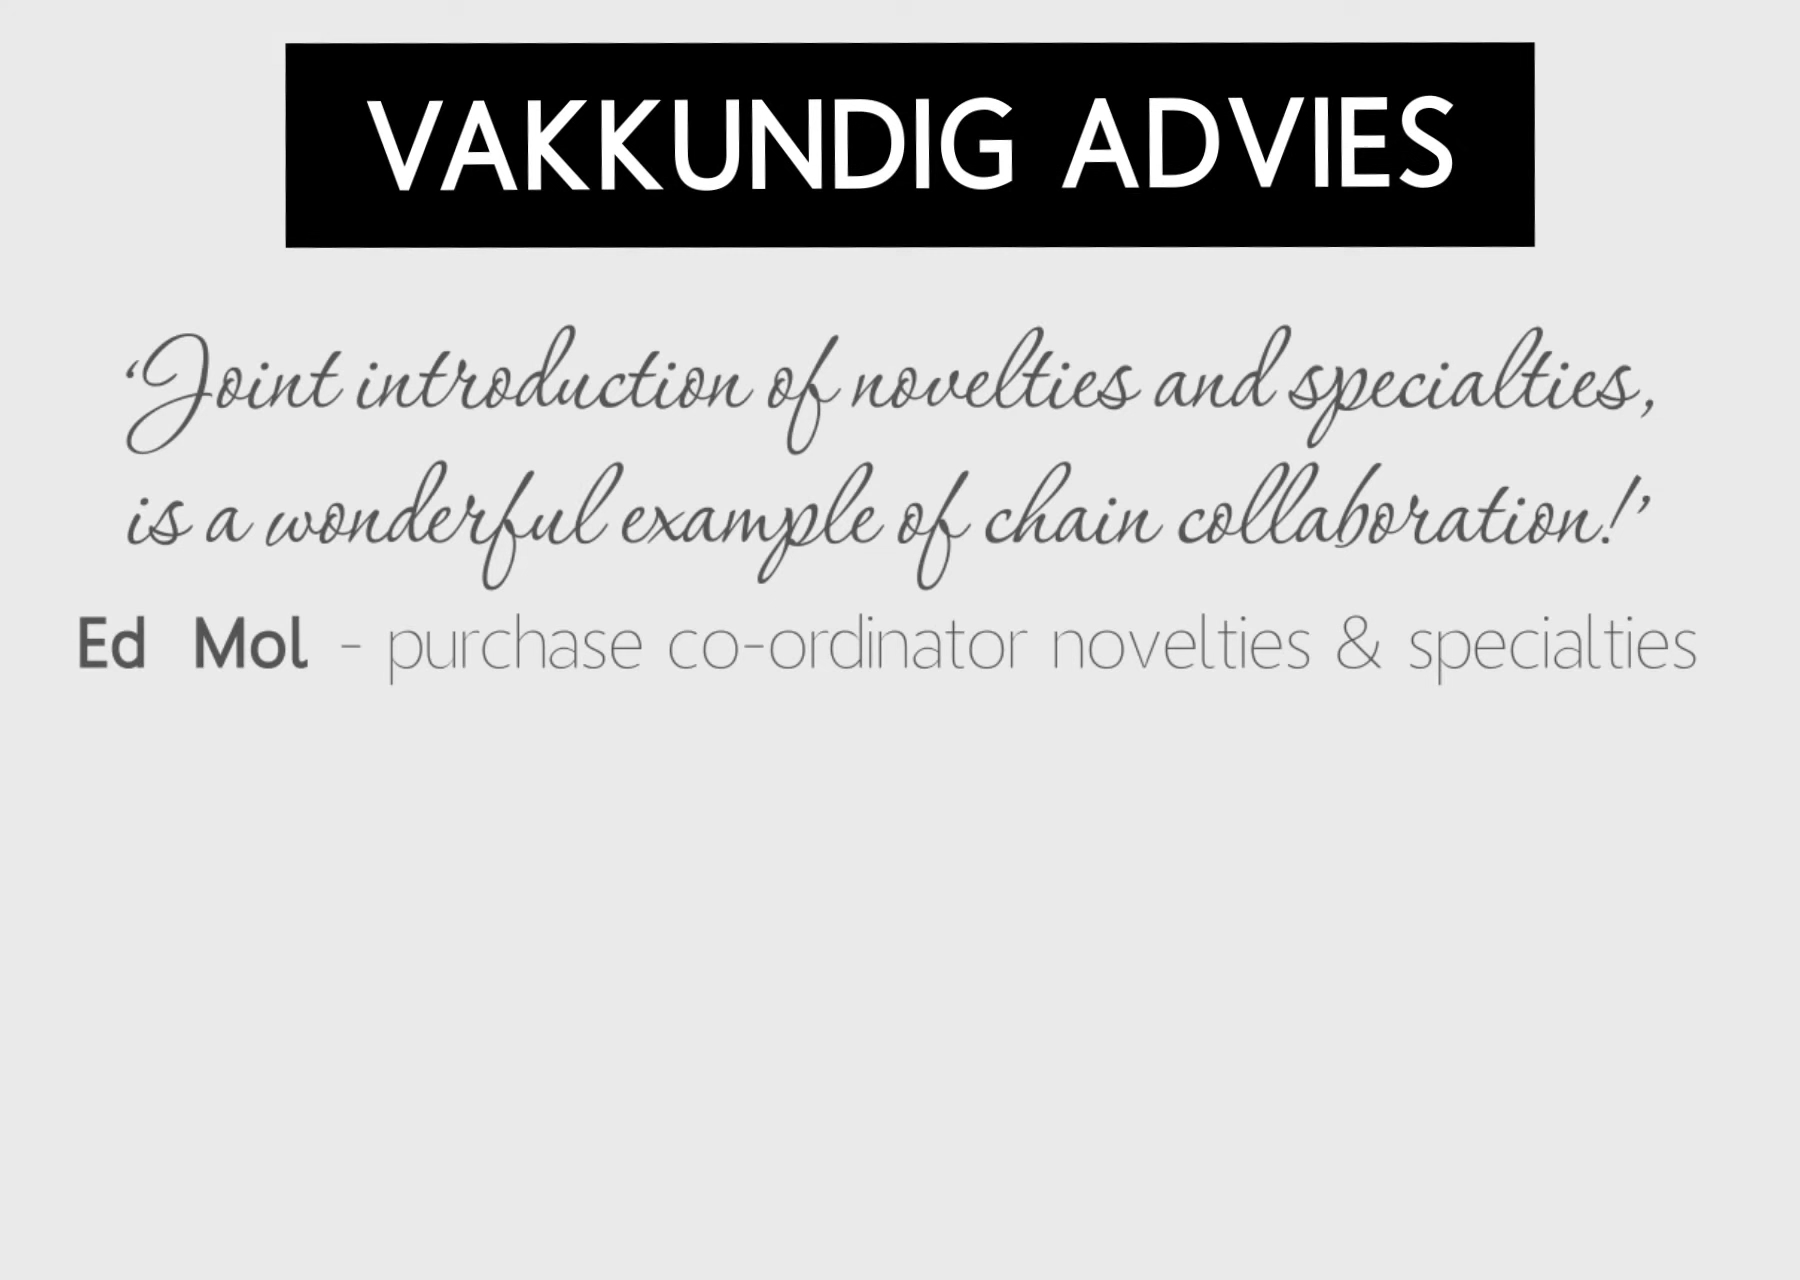 VAKKUNDIG ADVIES
‘Joint introduction of novelties and specialties,
is a wonderful example of chain collaboration!’
Ed Mol - purchase co-ordinator novelties & specialties